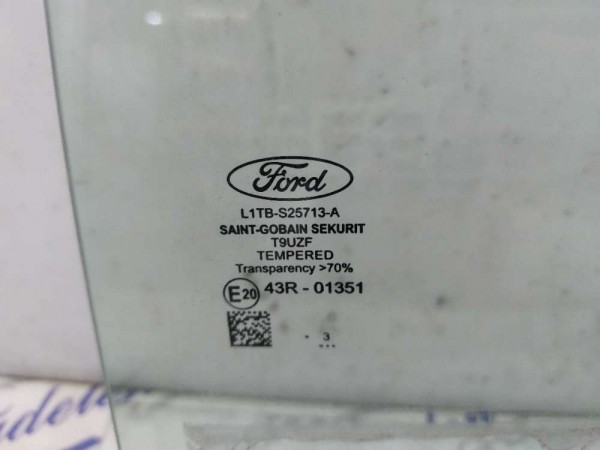 Ford
L1TB-S25713-A
SAINT-GOBAIN SEKURIT
T9UZF
TEMPERED
Transparency >70%
E20 43R - 01351
. 3
...